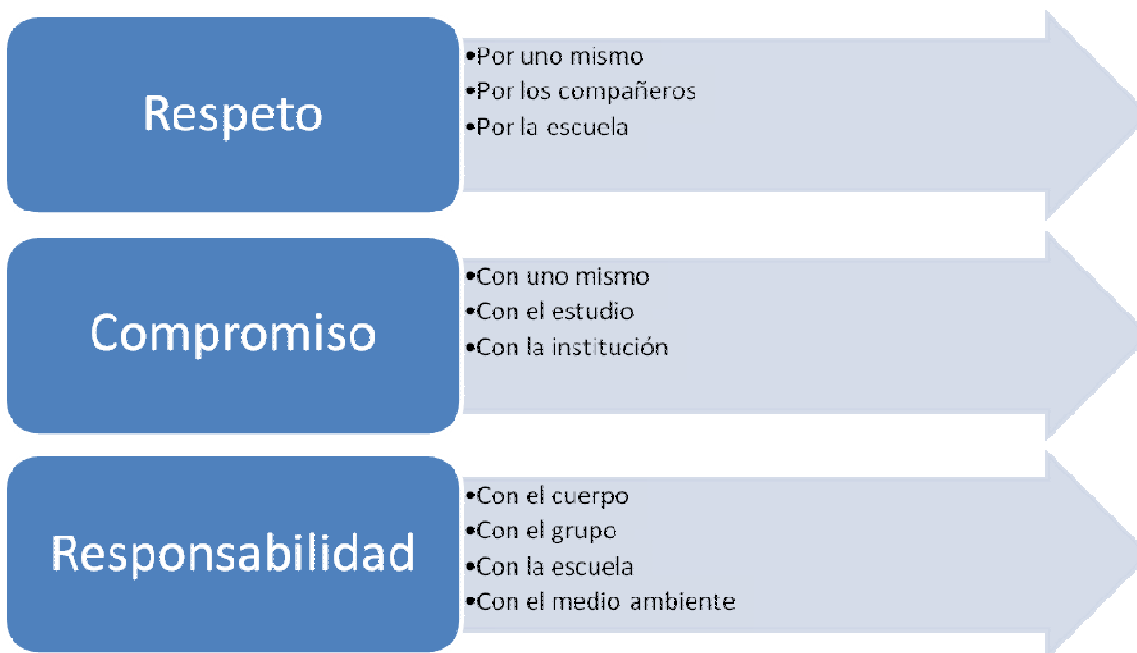 Respeto
•Por uno mismo
•Por los compañeros
•Por la escuela
Compromiso
•Con uno mismo
•Con el estudio
•Con la institución
Responsabilidad
•Con el cuerpo
•Con el grupo
•Con la escuela
•Con el medio ambiente